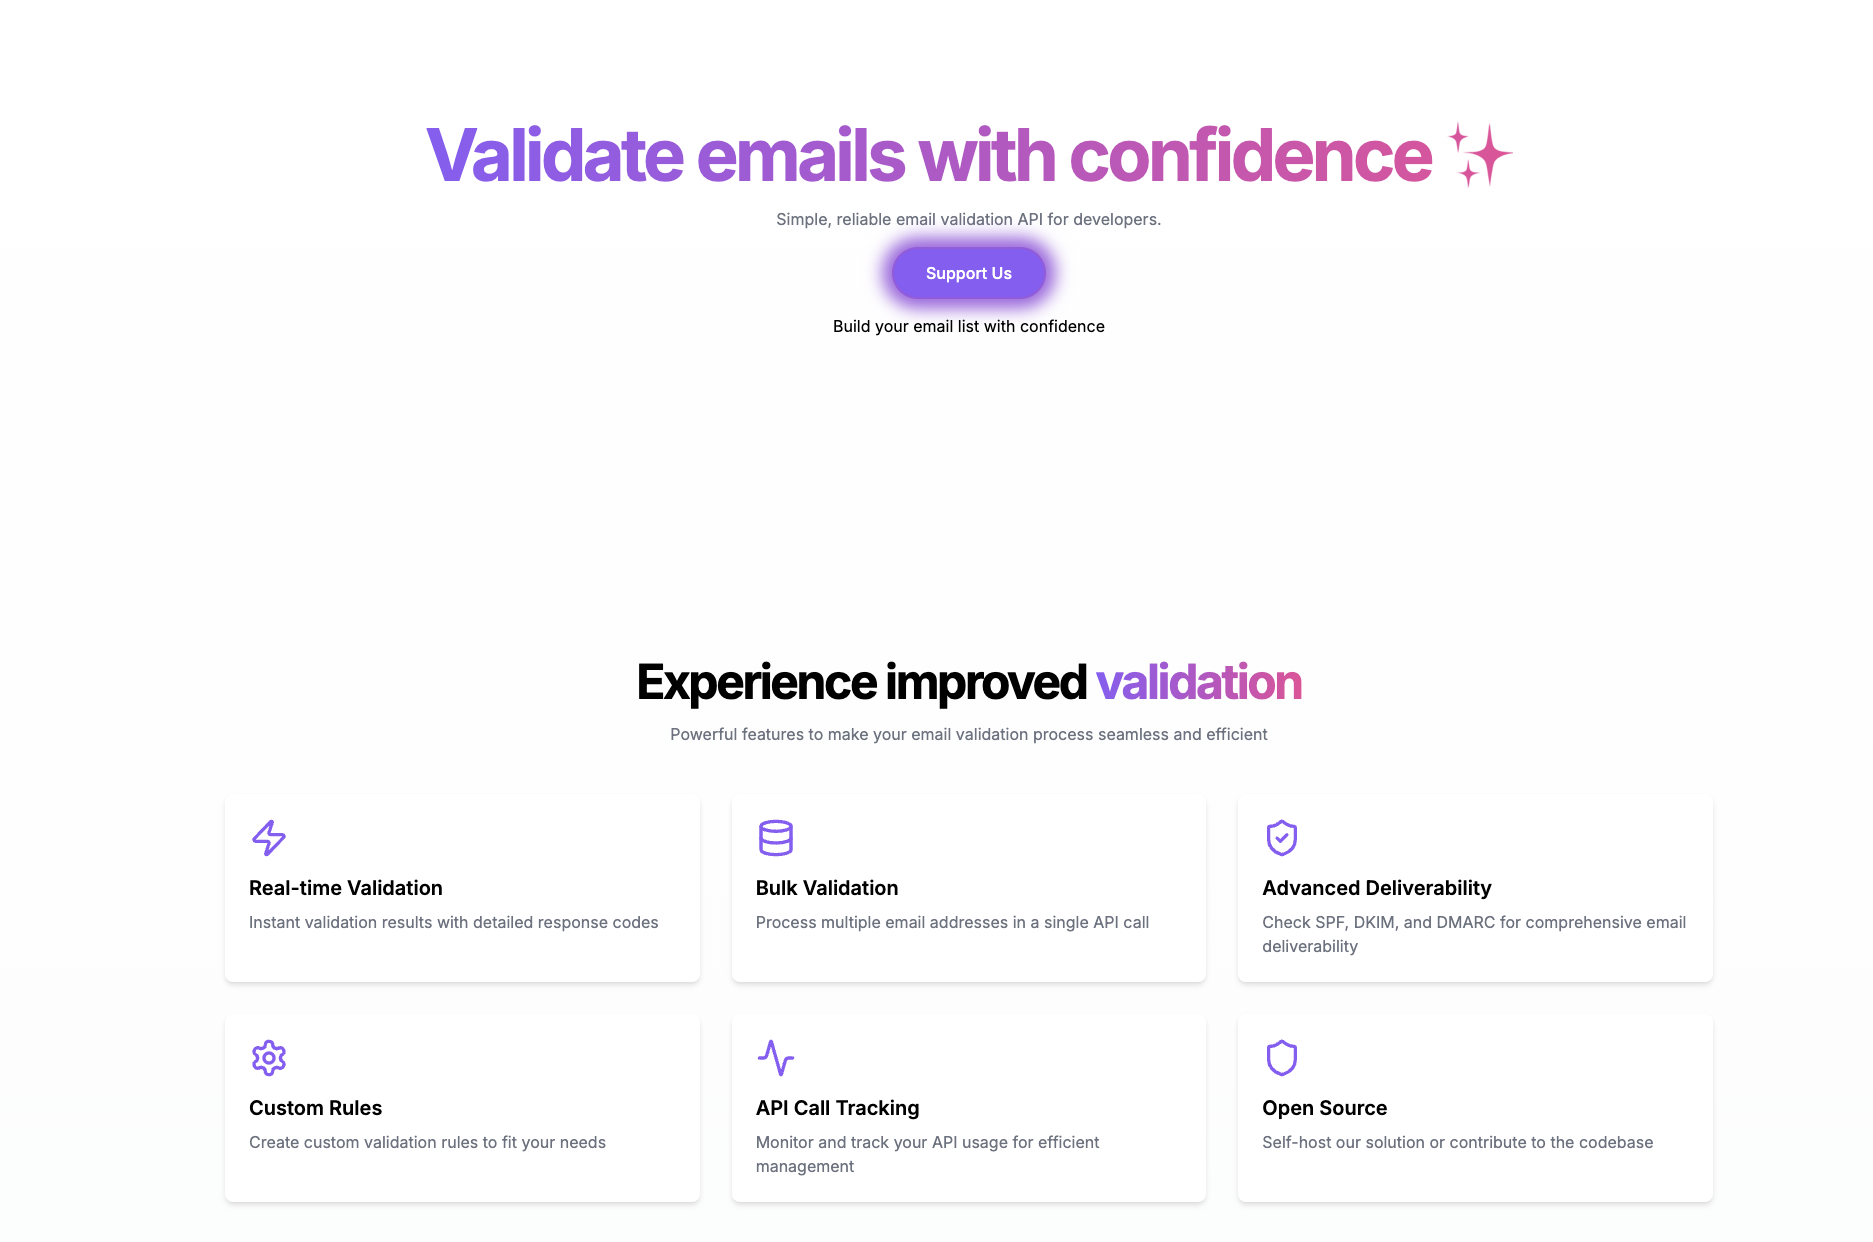 Validate emails with confidence ✨
Simple, reliable email validation API for developers.
Support Us
Build your email list with confidence
Experience improved validation
Powerful features to make your email validation process seamless and efficient
Real-time Validation
Instant validation results with detailed response codes
Bulk Validation
Process multiple email addresses in a single API call
Advanced Deliverability
Check SPF, DKIM, and DMARC for comprehensive email
deliverability
Custom Rules
Create custom validation rules to fit your needs
API Call Tracking
Monitor and track your API usage for efficient
management
Open Source
Self-host our solution or contribute to the codebase